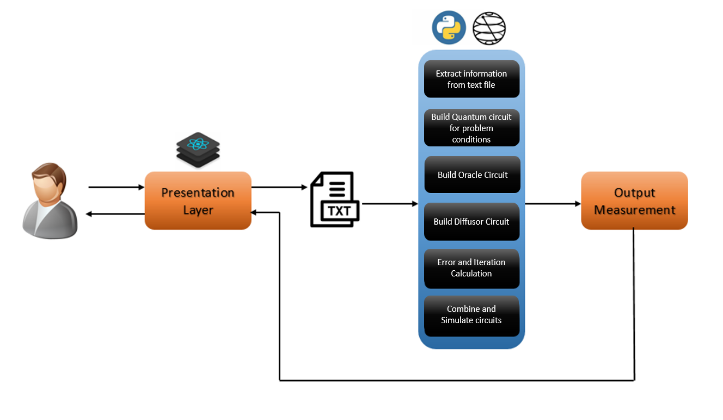 Extract information
from text file
Build Quantum circuit
for problem
conditions
Presentation
Layer
TXT
Build Oracle Circuit
Output
Measurement
Build Diffusor Circuit
Error and Iteration
Calculation
Combine and
Simulate circuits